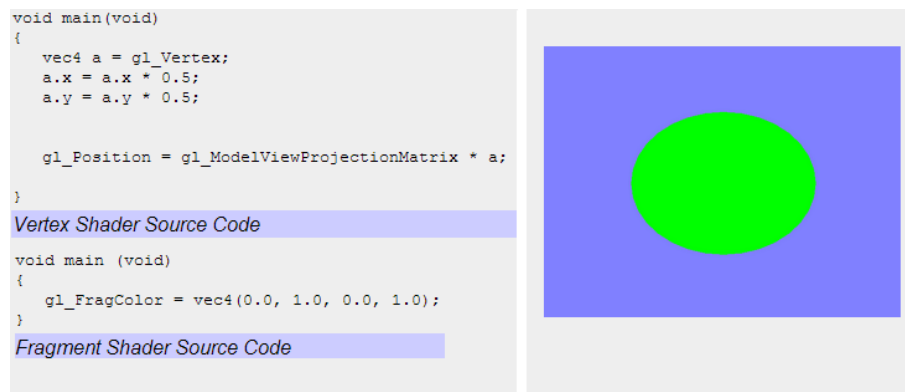 void main(void)
{
vec4 a = gl_Vertex;
a.x = a.x * 0.5;
a.y = a.y * 0.5;
gl_Position = gl_ModelViewProjectionMatrix * a;
}
Vertex Shader Source Code
void main (void)
{
gl_FragColor = vec4(0.0, 1.0, 0.0, 1.0);
}
Fragment Shader Source Code